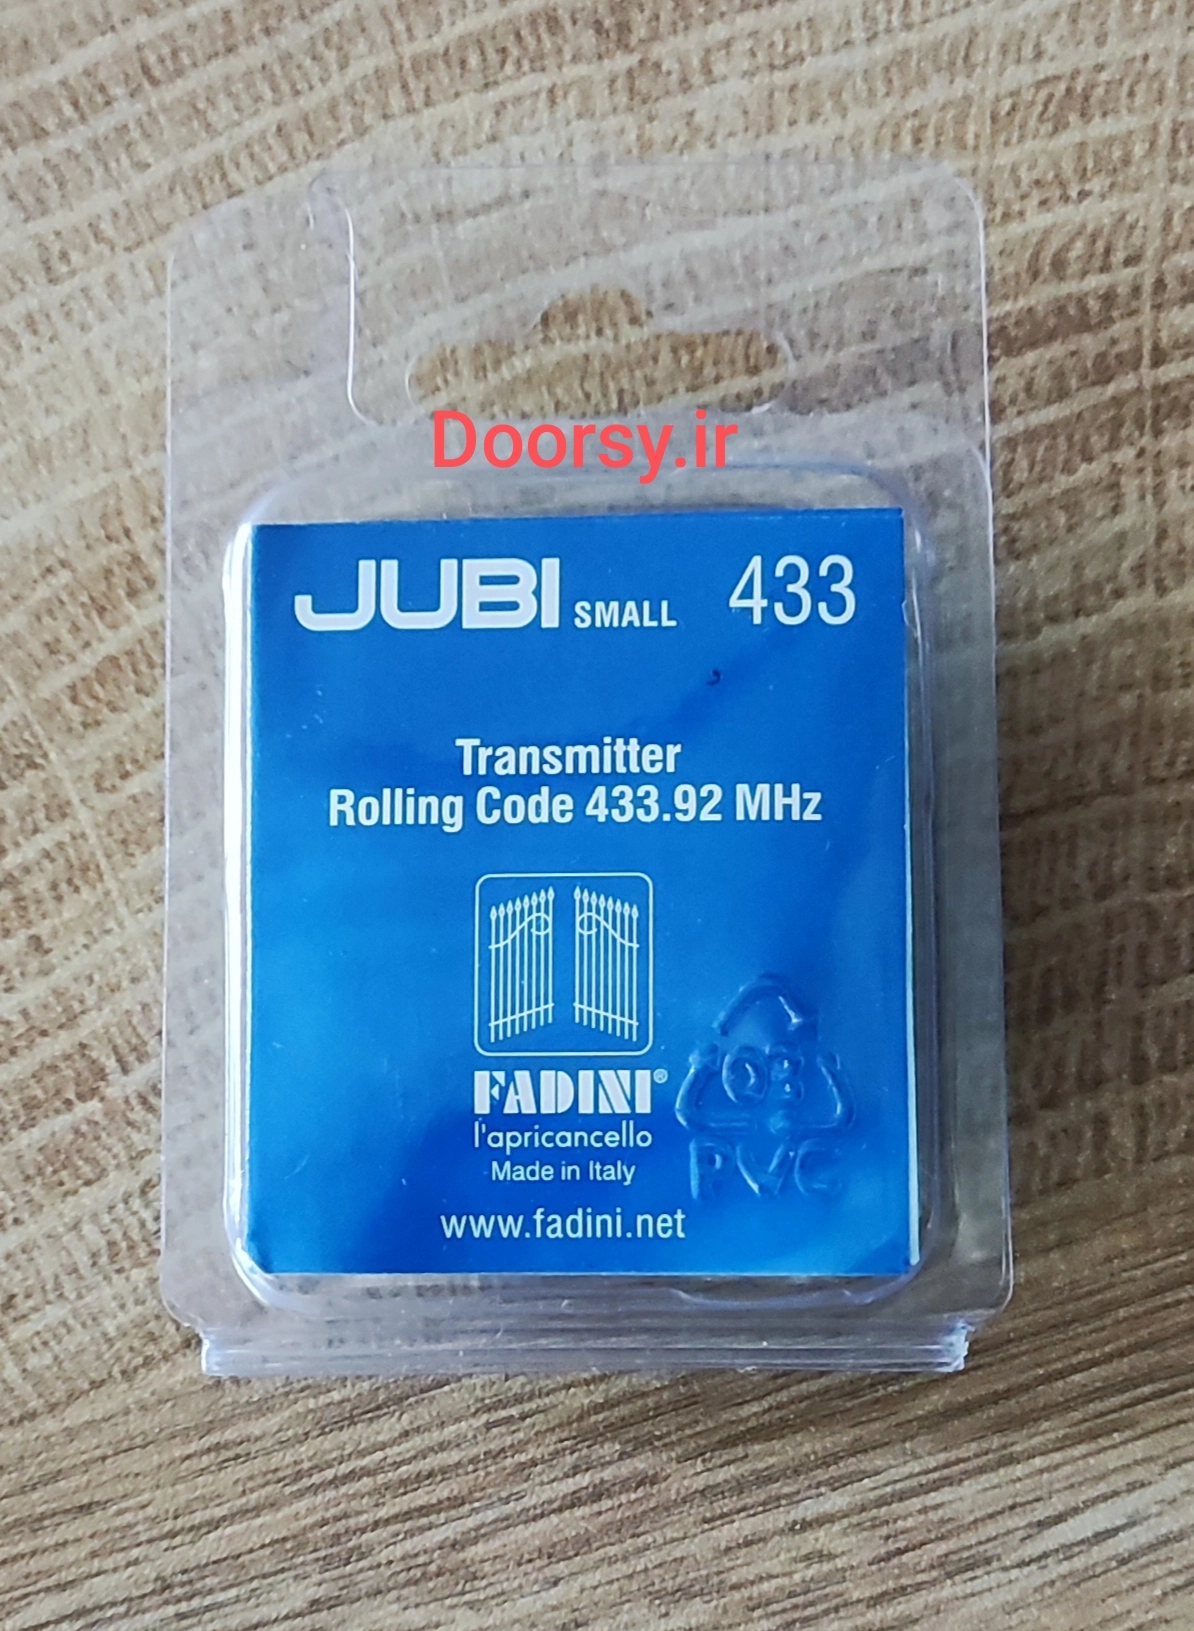 Doorsy.ir
JUBI SMALL 433
Transmitter
Rolling Code 433.92 MHz
FADINI®
l'apricancello
Made in Italy
03
PVC
www.fadini.net